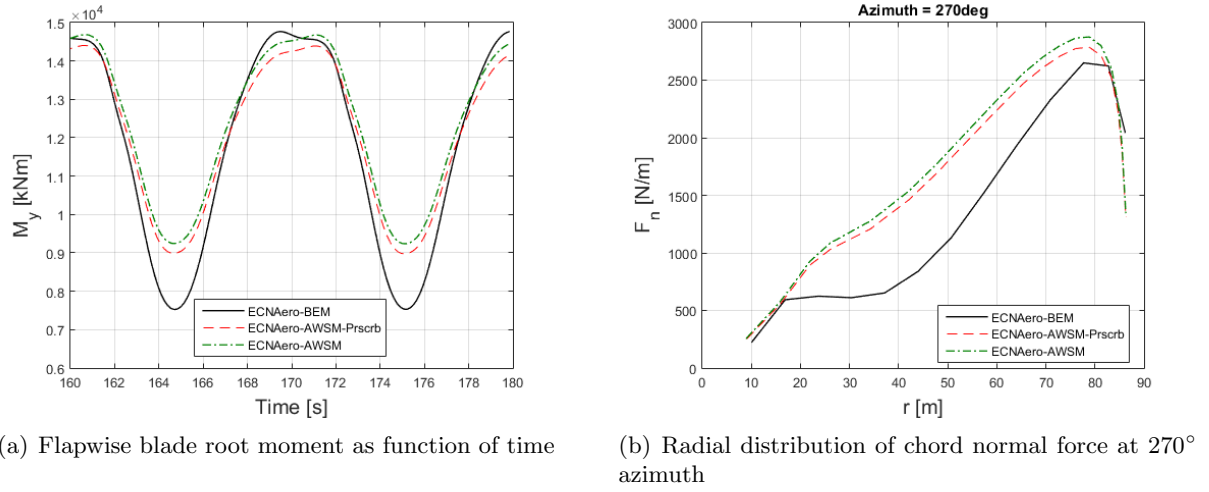 1.5
×10⁴
1.4
1.3
1.2
1.1
1
0.9
0.8
0.7
0.6
M_y [kNm]
ECNAero-BEM
ECNAero-AWSM-Prscrb
ECNAero-AWSM
160 162 164 166 168 170 172 174 176 178 180
Time [s]
(a) Flapwise blade root moment as function of time
Azimuth = 270deg
3000
2500
2000
1500
1000
500
0
F_n [N/m]
ECNAero-BEM
ECNAero-AWSM-Prscrb
ECNAero-AWSM
0 10 20 30 40 50 60 70 80 90
r [m]
(b) Radial distribution of chord normal force at 270°
azimuth